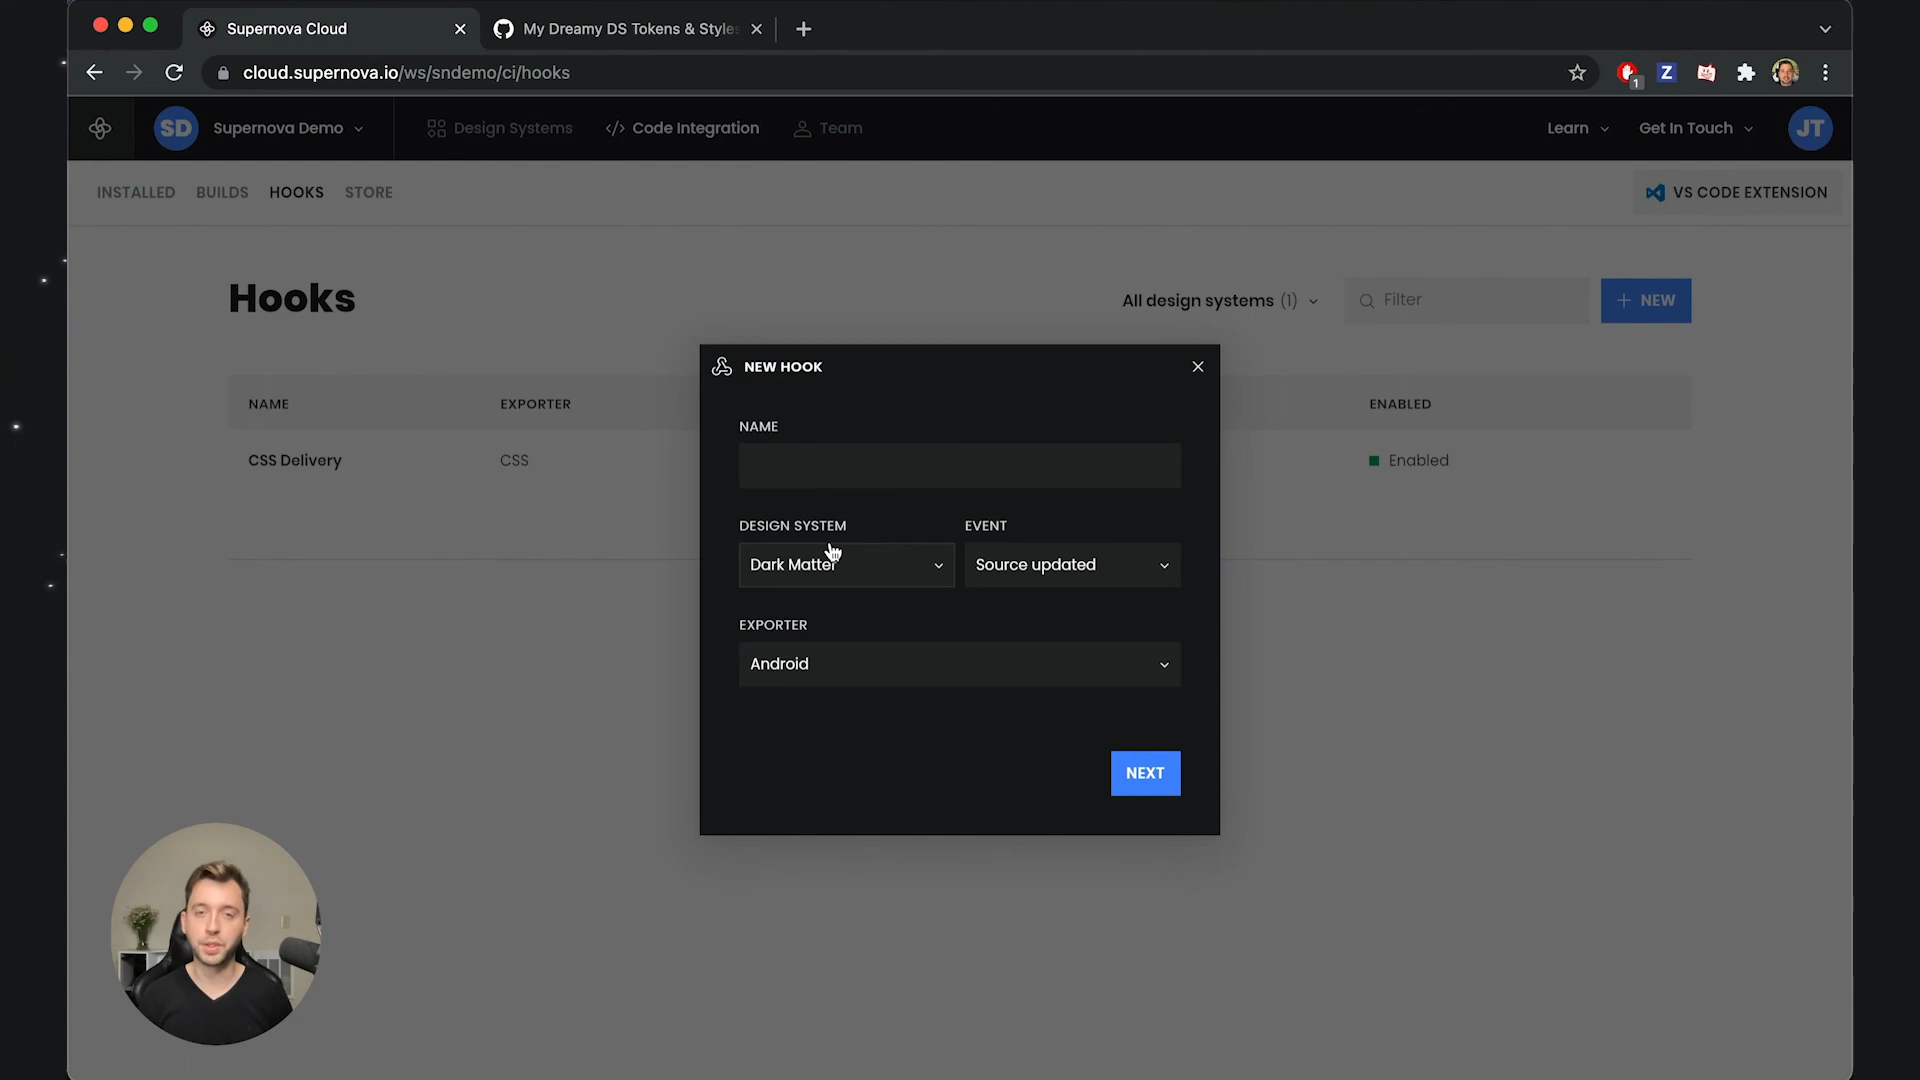 Supernova Cloud
My Dreamy DS Tokens & Style
cloud.supernova.io/ws/sndemo/ci/hooks
1
Z
SD
Supernova Demo
Design Systems
</> Code Integration
Team
Learn
Get In Touch
JT
INSTALLED
BUILDS
HOOKS
STORE
VS CODE EXTENSION
Hooks
All design systems (1)
Filter
+ NEW
NAME
EXPORTER
ENABLED
CSS Delivery
CSS
Enabled
NEW HOOK
NAME
DESIGN SYSTEM
EVENT
Dark Matter
Source updated
EXPORTER
Android
NEXT